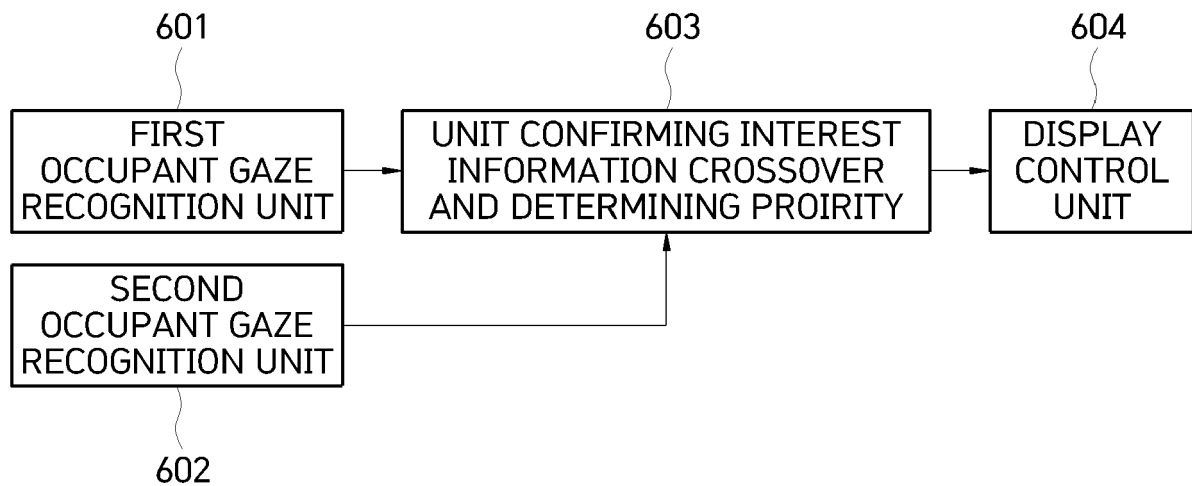 601
603
604
FIRST
OCCUPANT GAZE
RECOGNITION UNIT
UNIT CONFIRMING INTEREST
INFORMATION CROSSOVER
AND DETERMINING PROIRITY
DISPLAY
CONTROL
UNIT
SECOND
OCCUPANT GAZE
RECOGNITION UNIT
602